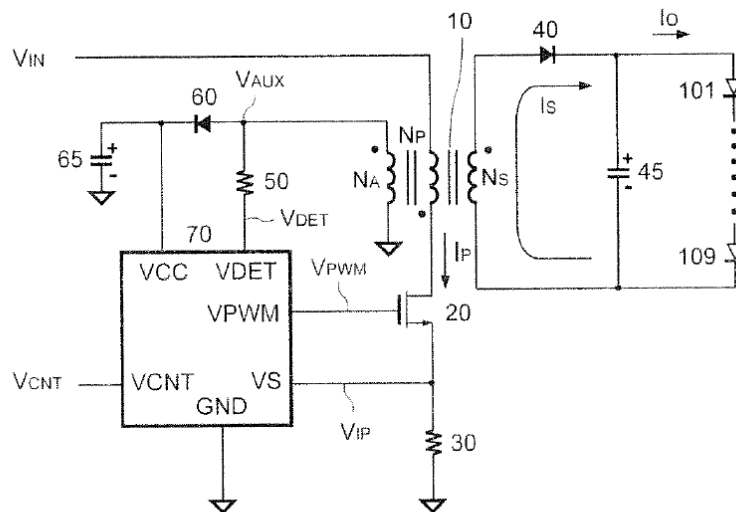 10
40
IO
VIN
VAUX
60
101
IS
NP
65
50
NA
NS
45
VDET
70
IP
109
VCC
VDET
VPWM
VPWM
20
VCNT
VCNT
VS
GND
VIP
30